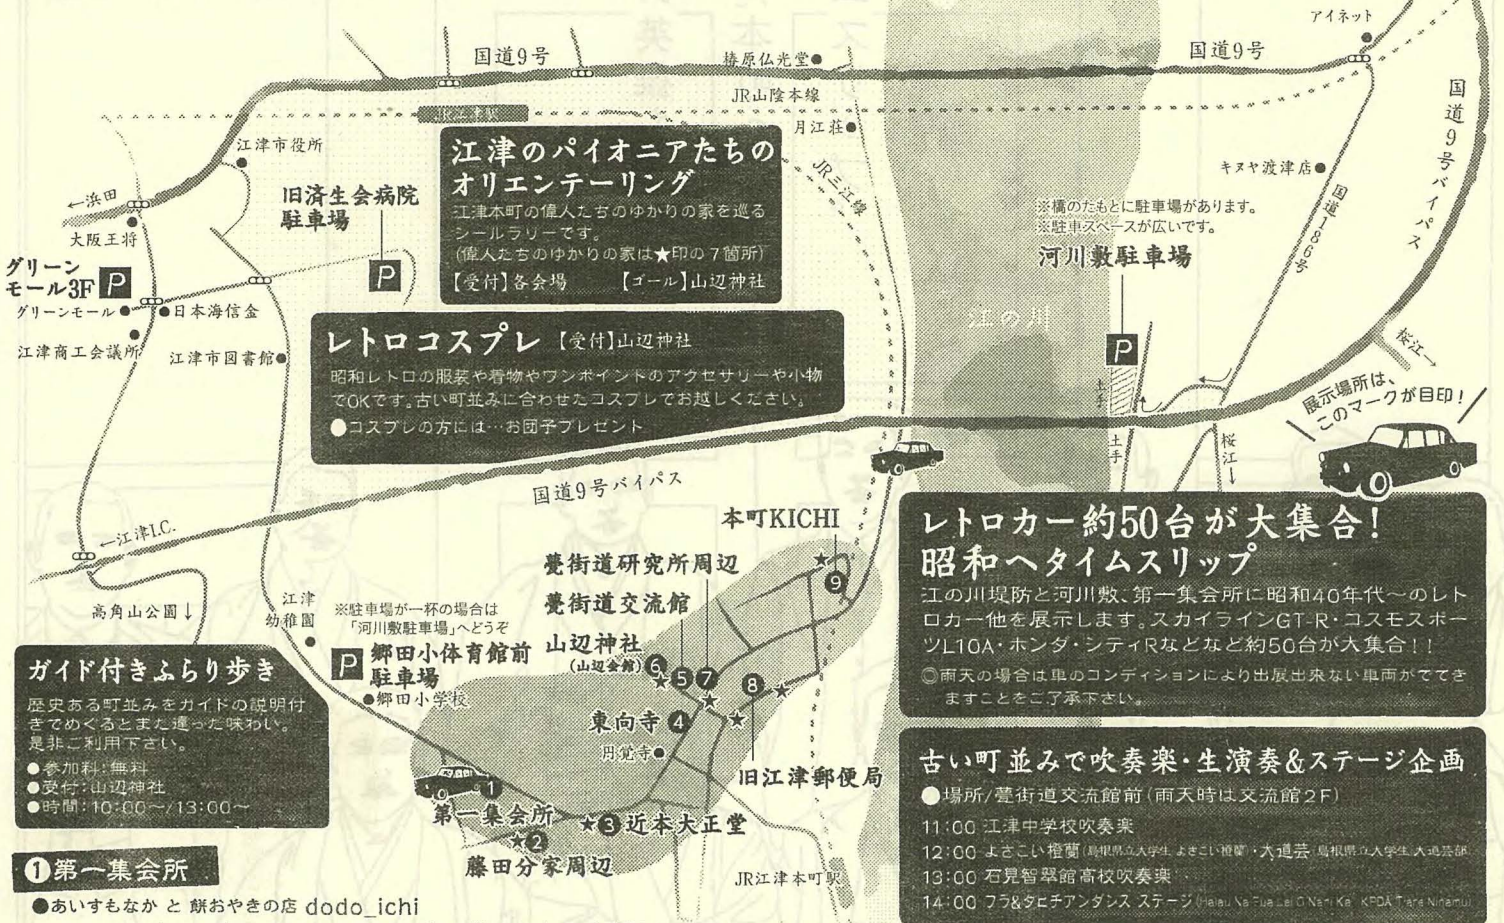 アイネット
国道9号
椿原仏光堂
国道9号
JR山陰本線
JR江津駅
月江荘
国道9号バイパス
江津市役所
キヌヤ渡津店
国道186号
←浜田
大阪王将
旧済生会病院
駐車場
P
グリーン
モール3F P
グリーンモール
日本海信金
江津商工会議所
江津市図書館
江津のパイオニアたちの
オリエンテーリング
江津本町の偉人たちのゆかりの家を巡る
シールラリーです。
(偉人たちのゆかりの家は★印の7箇所)
【受付】各会場 【ゴール】山辺神社
JR三江線
※橋のたもとに駐車場があります。
※駐車スペースが広いです。
河川敷駐車場
P
江の川
土手
土手
桜江→
桜江↓
レトロコスプレ【受付】山辺神社
昭和レトロの服装や着物やワンポイントのアクセサリーや小物
でOKです。古い町並みに合わせたコスプレでお越しください。
●コスプレの方には…お団子プレゼント
展示場所は、
このマークが目印!
国道9号バイパス
←江津I.C.
高角山公園↓
江津
幼稚園
※駐車場が一杯の場合は
「河川敷駐車場」へどうぞ
P 郷田小体育館前
駐車場
郷田小学校
本町KICHI
甍街道研究所周辺
甍街道交流館
山辺神社
(山辺会館)
❻
★
❺
❼
★
❽
★
★
★
❾
東向寺 ❹
円覚寺
旧江津郵便局
❶
第一集会所
★❷
藤田分家周辺
★❸ 近本大正堂
JR江津本町駅
レトロカー約50台が大集合!
昭和へタイムスリップ
江の川堤防と河川敷、第一集会所に昭和40年代〜のレト
ロカー他を展示します。スカイラインGT-R・コスモスポー
ツL10A・ホンダ・シティRなどなど約50台が大集合!!
◎雨天の場合は車のコンディションにより出展出来ない車両がでてき
ますことをご了承下さい。
ガイド付きふらり歩き
歴史ある町並みをガイドの説明付
きでめぐるとまた違った味わい。
是非ご利用下さい。
●参加料:無料
●受付:山辺神社
●時間:10:00〜/13:00〜
古い町並みで吹奏楽・生演奏&ステージ企画
●場所/甍街道交流館前(雨天時は交流館2F)
11:00 江津中学校吹奏楽
12:00 よさこい橙蘭(島根県立大学生 よさこい橙蘭)・大道芸(島根県立大学生 大道芸部
13:00 石見智翠館高校吹奏楽
14:00 フラ&タヒチアンダンス ステージ
❶第一集会所
●あいすもなか と 餅おやきの店 dodo_ichi